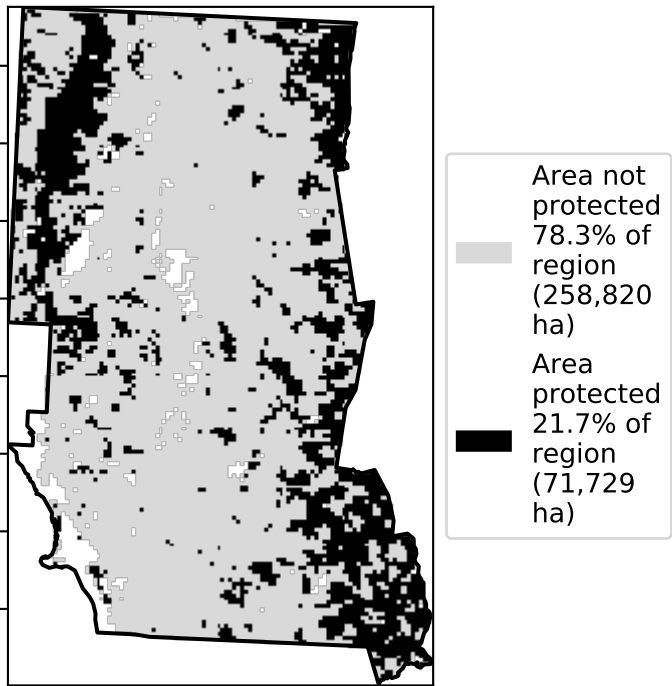 Area not
protected
78.3% of
region
(258,820
ha)
Area
protected
21.7% of
region
(71,729
ha)